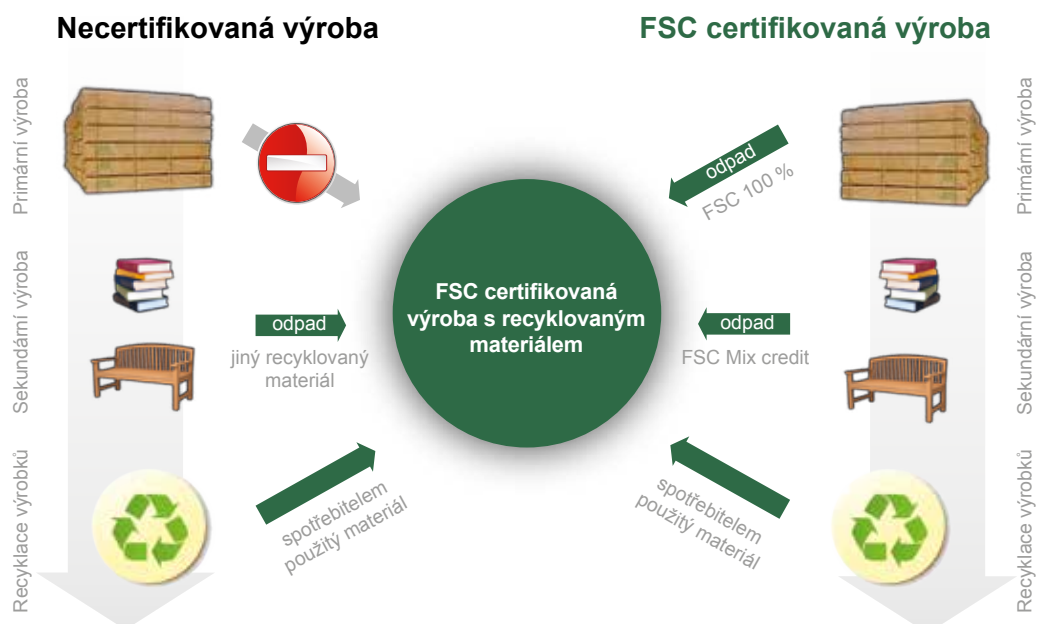 Necertifikovaná výroba
FSC certifikovaná výroba
Primární výroba
odpad
FSC 100 %
Primární výroba
Sekundární výroba
odpad
jiný recyklovaný
materiál
FSC certifikovaná
výroba s recyklovaným
materiálem
odpad
FSC Mix credit
Sekundární výroba
Recyklace výrobků
spotřebitelem
použitý materiál
spotřebitelem
použitý materiál
Recyklace výrobků